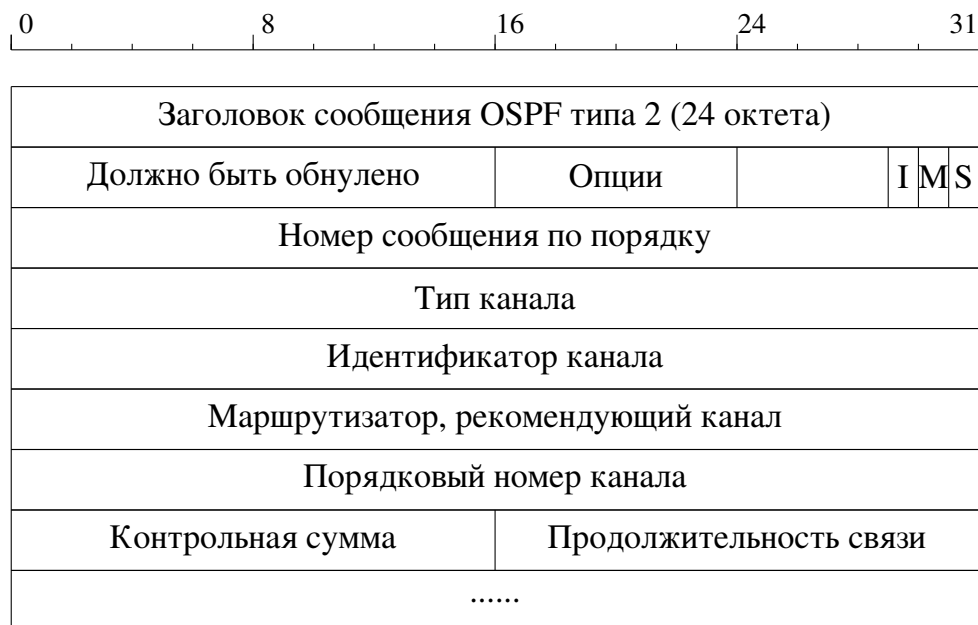 0 8 16 24 31
Заголовок сообщения OSPF типа 2 (24 октета)
Должно быть обнулено Опции I M S
Номер сообщения по порядку
Тип канала
Идентификатор канала
Маршрутизатор, рекомендующий канал
Порядковый номер канала
Контрольная сумма Продолжительность связи
......